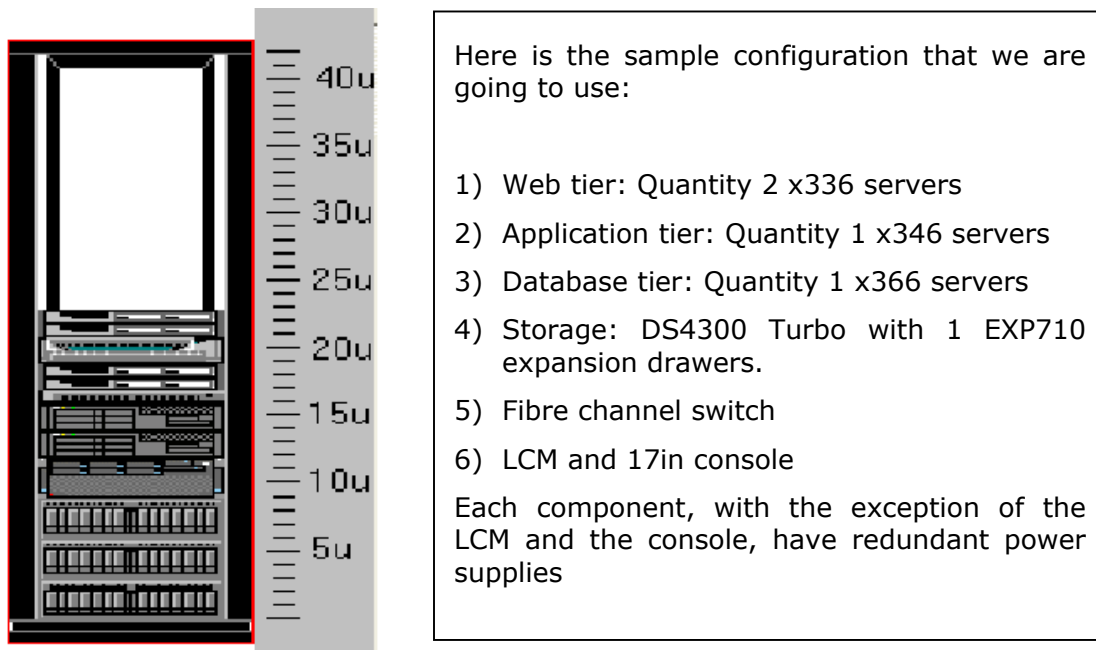 40u
35u
30u
25u
20u
15u
10u
5u
Here is the sample configuration that we are
going to use:
1) Web tier: Quantity 2 x336 servers
2) Application tier: Quantity 1 x346 servers
3) Database tier: Quantity 1 x366 servers
4) Storage: DS4300 Turbo with 1 EXP710
expansion drawers.
5) Fibre channel switch
6) LCM and 17in console
Each component, with the exception of the
LCM and the console, have redundant power
supplies